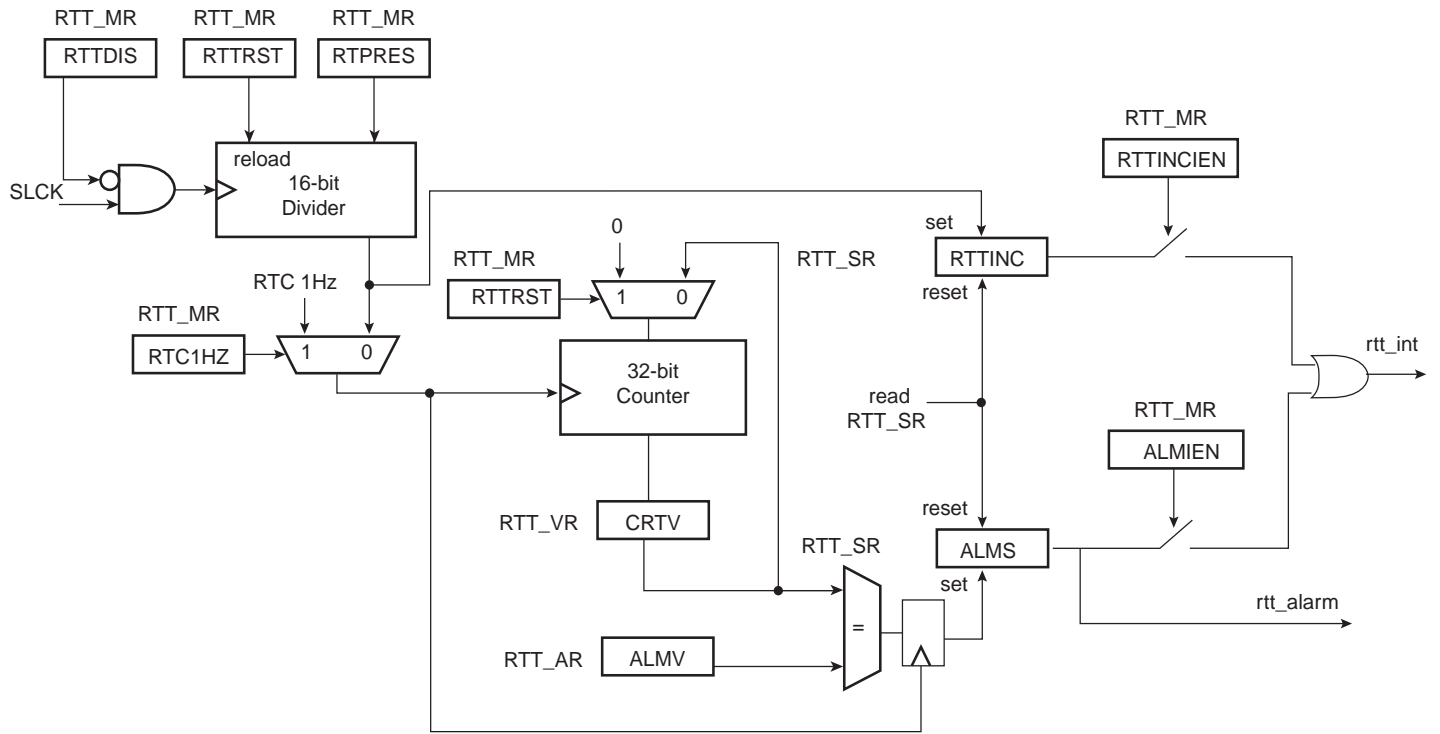 RTT_MR
RTT_MR
RTT_MR
RTTDIS
RTTRST
RTPRES
reload
16-bit
Divider
SLCK
RTT_MR
RTTINCIEN
0
set
RTT_SR
RTTINC
reset
RTC 1Hz
RTT_MR
RTTRST
1 0
RTT_MR
RTC1HZ
1 0
32-bit
Counter
read
RTT_SR
rtt_int
RTT_MR
ALMIEN
RTT_VR
CRTV
reset
RTT_SR
ALMS
set
=
rtt_alarm
RTT_AR
ALMV